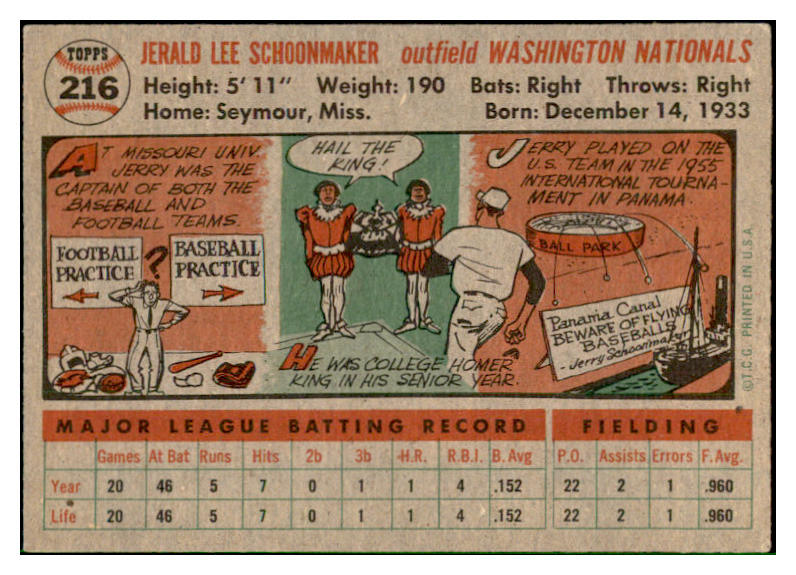 TOPPS
216
JERALD LEE SCHOONMAKER outfield WASHINGTON NATIONALS
Height: 5' 11" Weight: 190 Bats: Right Throws: Right
Home: Seymour, Miss. Born: December 14, 1933
AT MISSOURI UNIV.
JERRY WAS THE
CAPTAIN OF BOTH THE
BASEBALL AND
FOOTBALL TEAMS.
FOOTBALL
PRACTICE
?
BASEBALL
PRACTICE
HAIL THE
KING!
HE WAS COLLEGE HOMER
KING IN HIS SENIOR YEAR.
JERRY PLAYED ON THE
U.S. TEAM IN THE 1955
INTERNATIONAL TOURNA-
MENT IN PANAMA.
BALL PARK
Panama Canal
BEWARE OF FLYING
BASEBALLS
-Jerry Schoonmaker
©T.C.G. PRINTED IN U.S.A.
MAJOR LEAGUE BATTING RECORD FIELDING
Games At Bat Runs Hits 2b 3b H.R. R.B.I. B. Avg P.O. Assists Errors F. Avg.
Year 20 46 5 7 0 1 1 4 .152 22 2 1 .960
Life 20 46 5 7 0 1 1 4 .152 22 2 1 .960